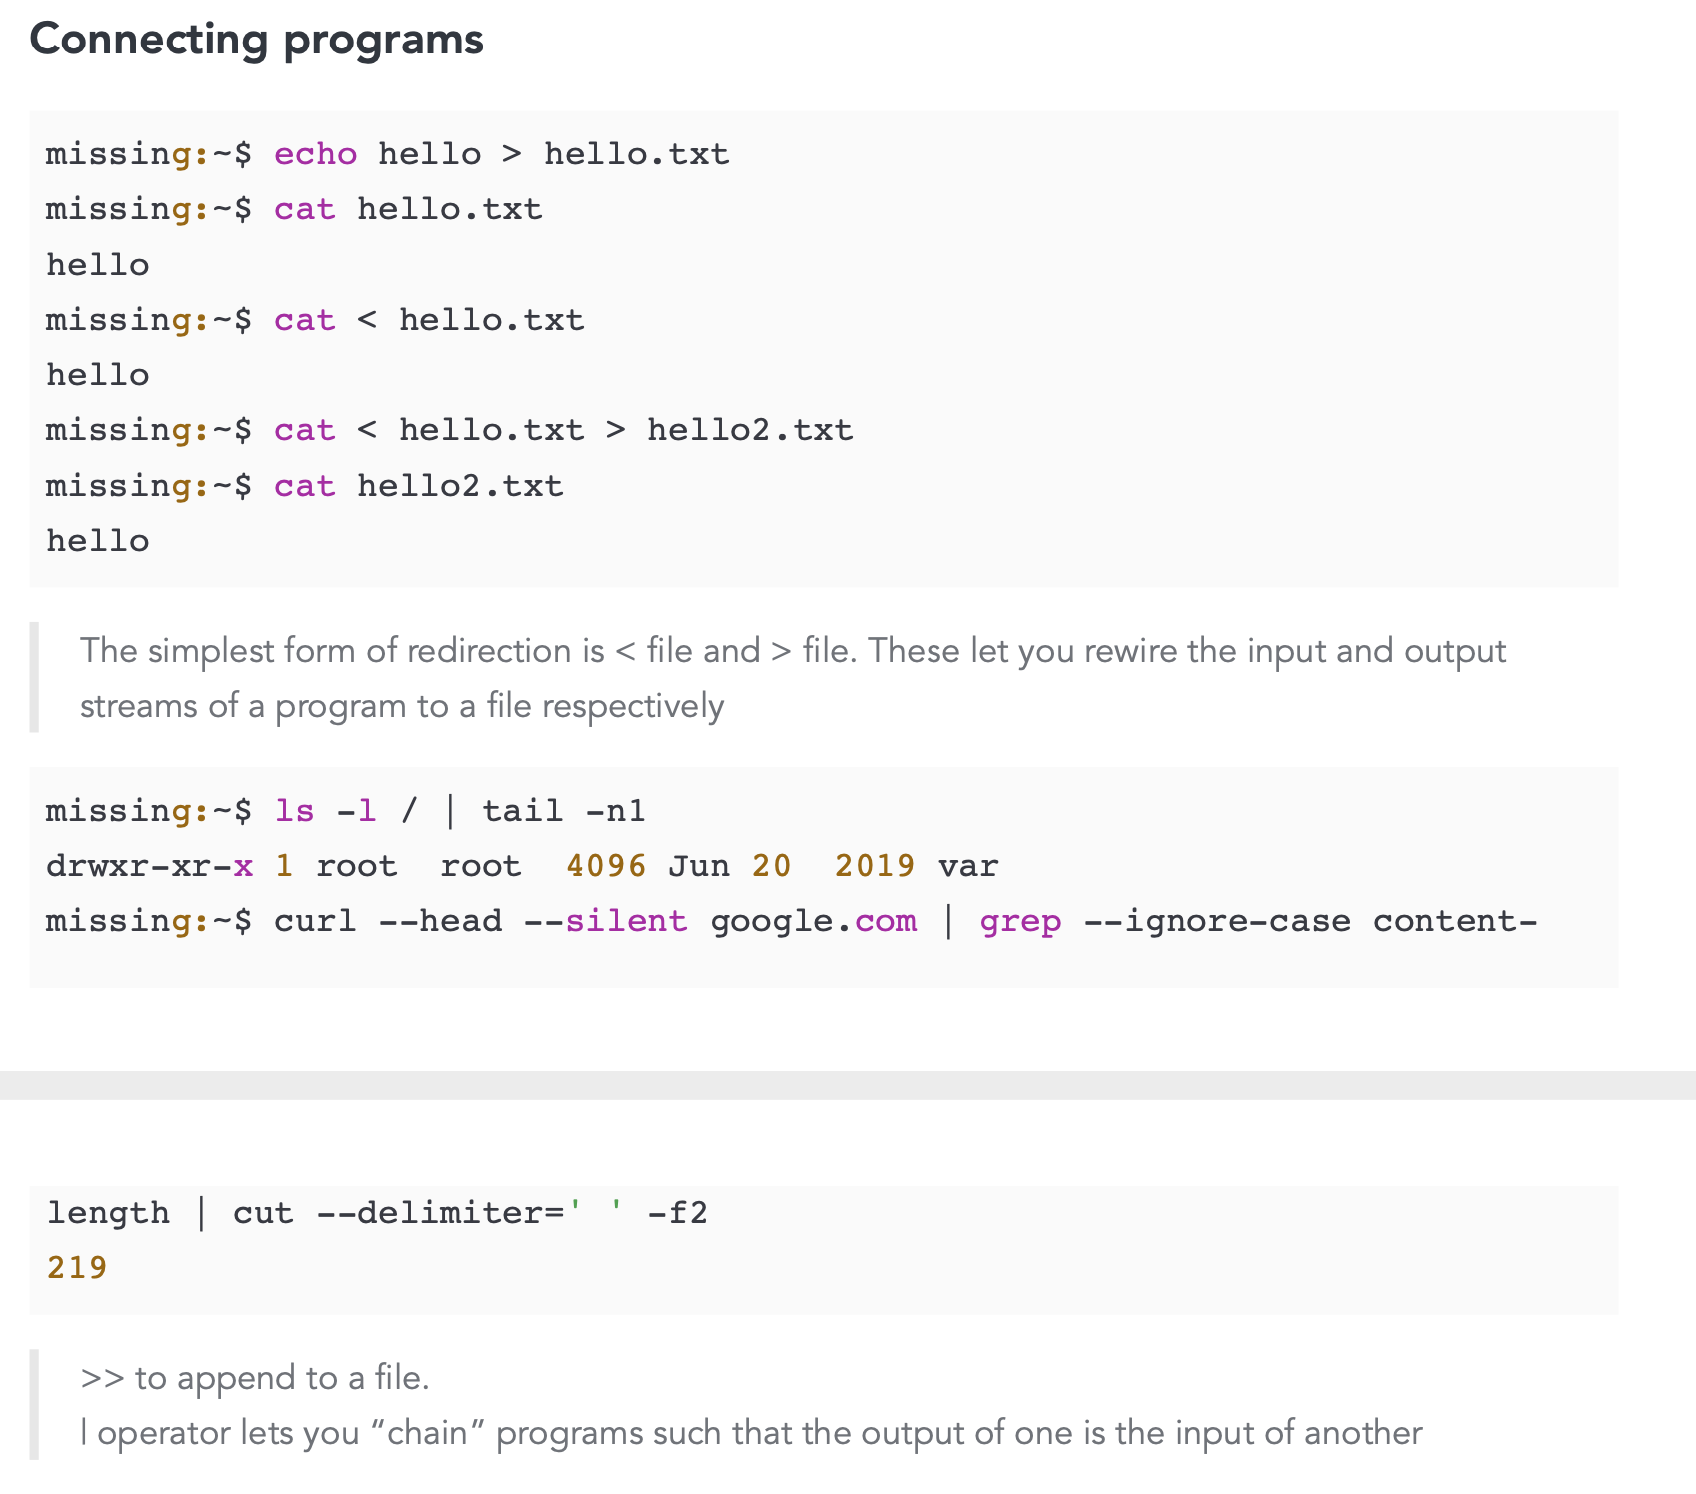 Connecting programs
missing:~$ echo hello > hello.txt
missing:~$ cat hello.txt
hello
missing:~$ cat < hello.txt
hello
missing:~$ cat < hello.txt > hello2.txt
missing:~$ cat hello2.txt
hello
The simplest form of redirection is < file and > file. These let you rewire the input and output
streams of a program to a file respectively
missing:~$ ls -l / | tail -n1
drwxr-xr-x 1 root  root  4096 Jun 20  2019 var
missing:~$ curl --head --silent google.com | grep --ignore-case content-
length | cut --delimiter=' ' -f2
219
>> to append to a file.
| operator lets you “chain” programs such that the output of one is the input of another